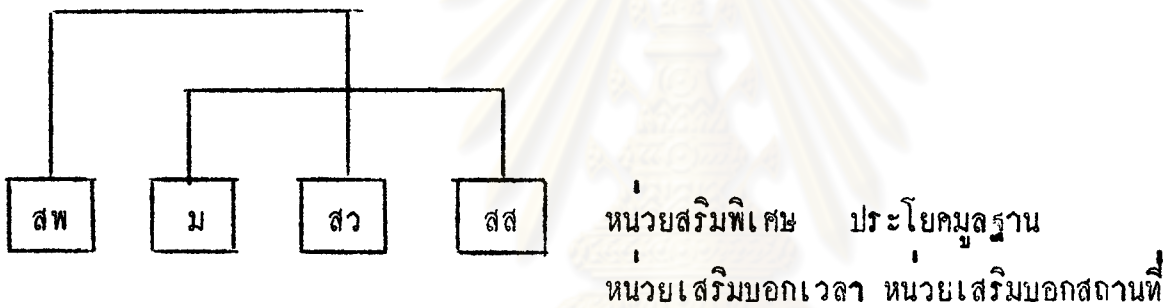 สพ ม สว สส หน่วยสริมพิเศษ ประโยคมูลฐาน
หน่วยเสริมบอกเวลา หน่วยเสริมบอกสถานที่